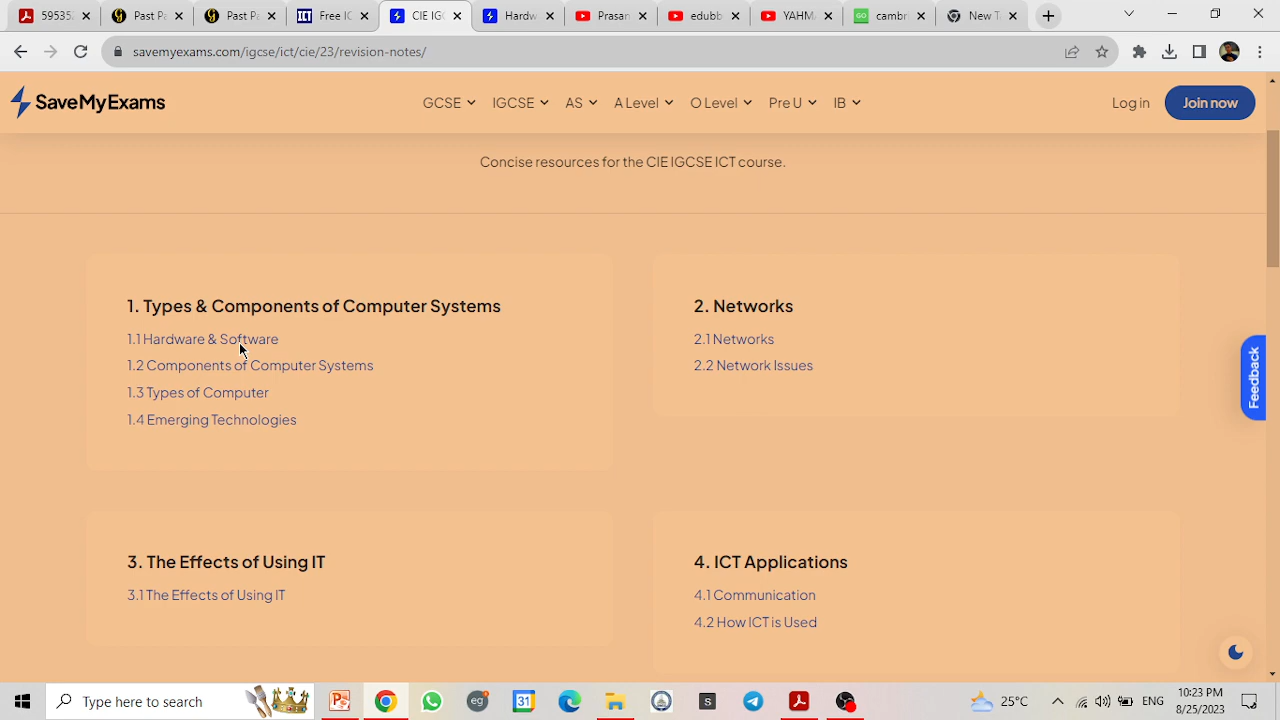 59557
Past P
Past P
Free IC
CIE IGC
Hardw
Prasar
edub
YAHM
cambr
New T
savemyexams.com/igcse/ict/cie/23/revision-notes/
SaveMyExams
GCSE IGCSE AS A Level O Level Pre U IB
Log in Join now
Concise resources for the CIE IGCSE ICT course.
1. Types & Components of Computer Systems
1.1 Hardware & Software
1.2 Components of Computer Systems
1.3 Types of Computer
1.4 Emerging Technologies
2. Networks
2.1 Networks
2.2 Network Issues
Feedback
3. The Effects of Using IT
3.1 The Effects of Using IT
4. ICT Applications
4.1 Communication
4.2 How ICT is Used
Type here to search
25°C
ENG
10:23 PM
8/25/2023